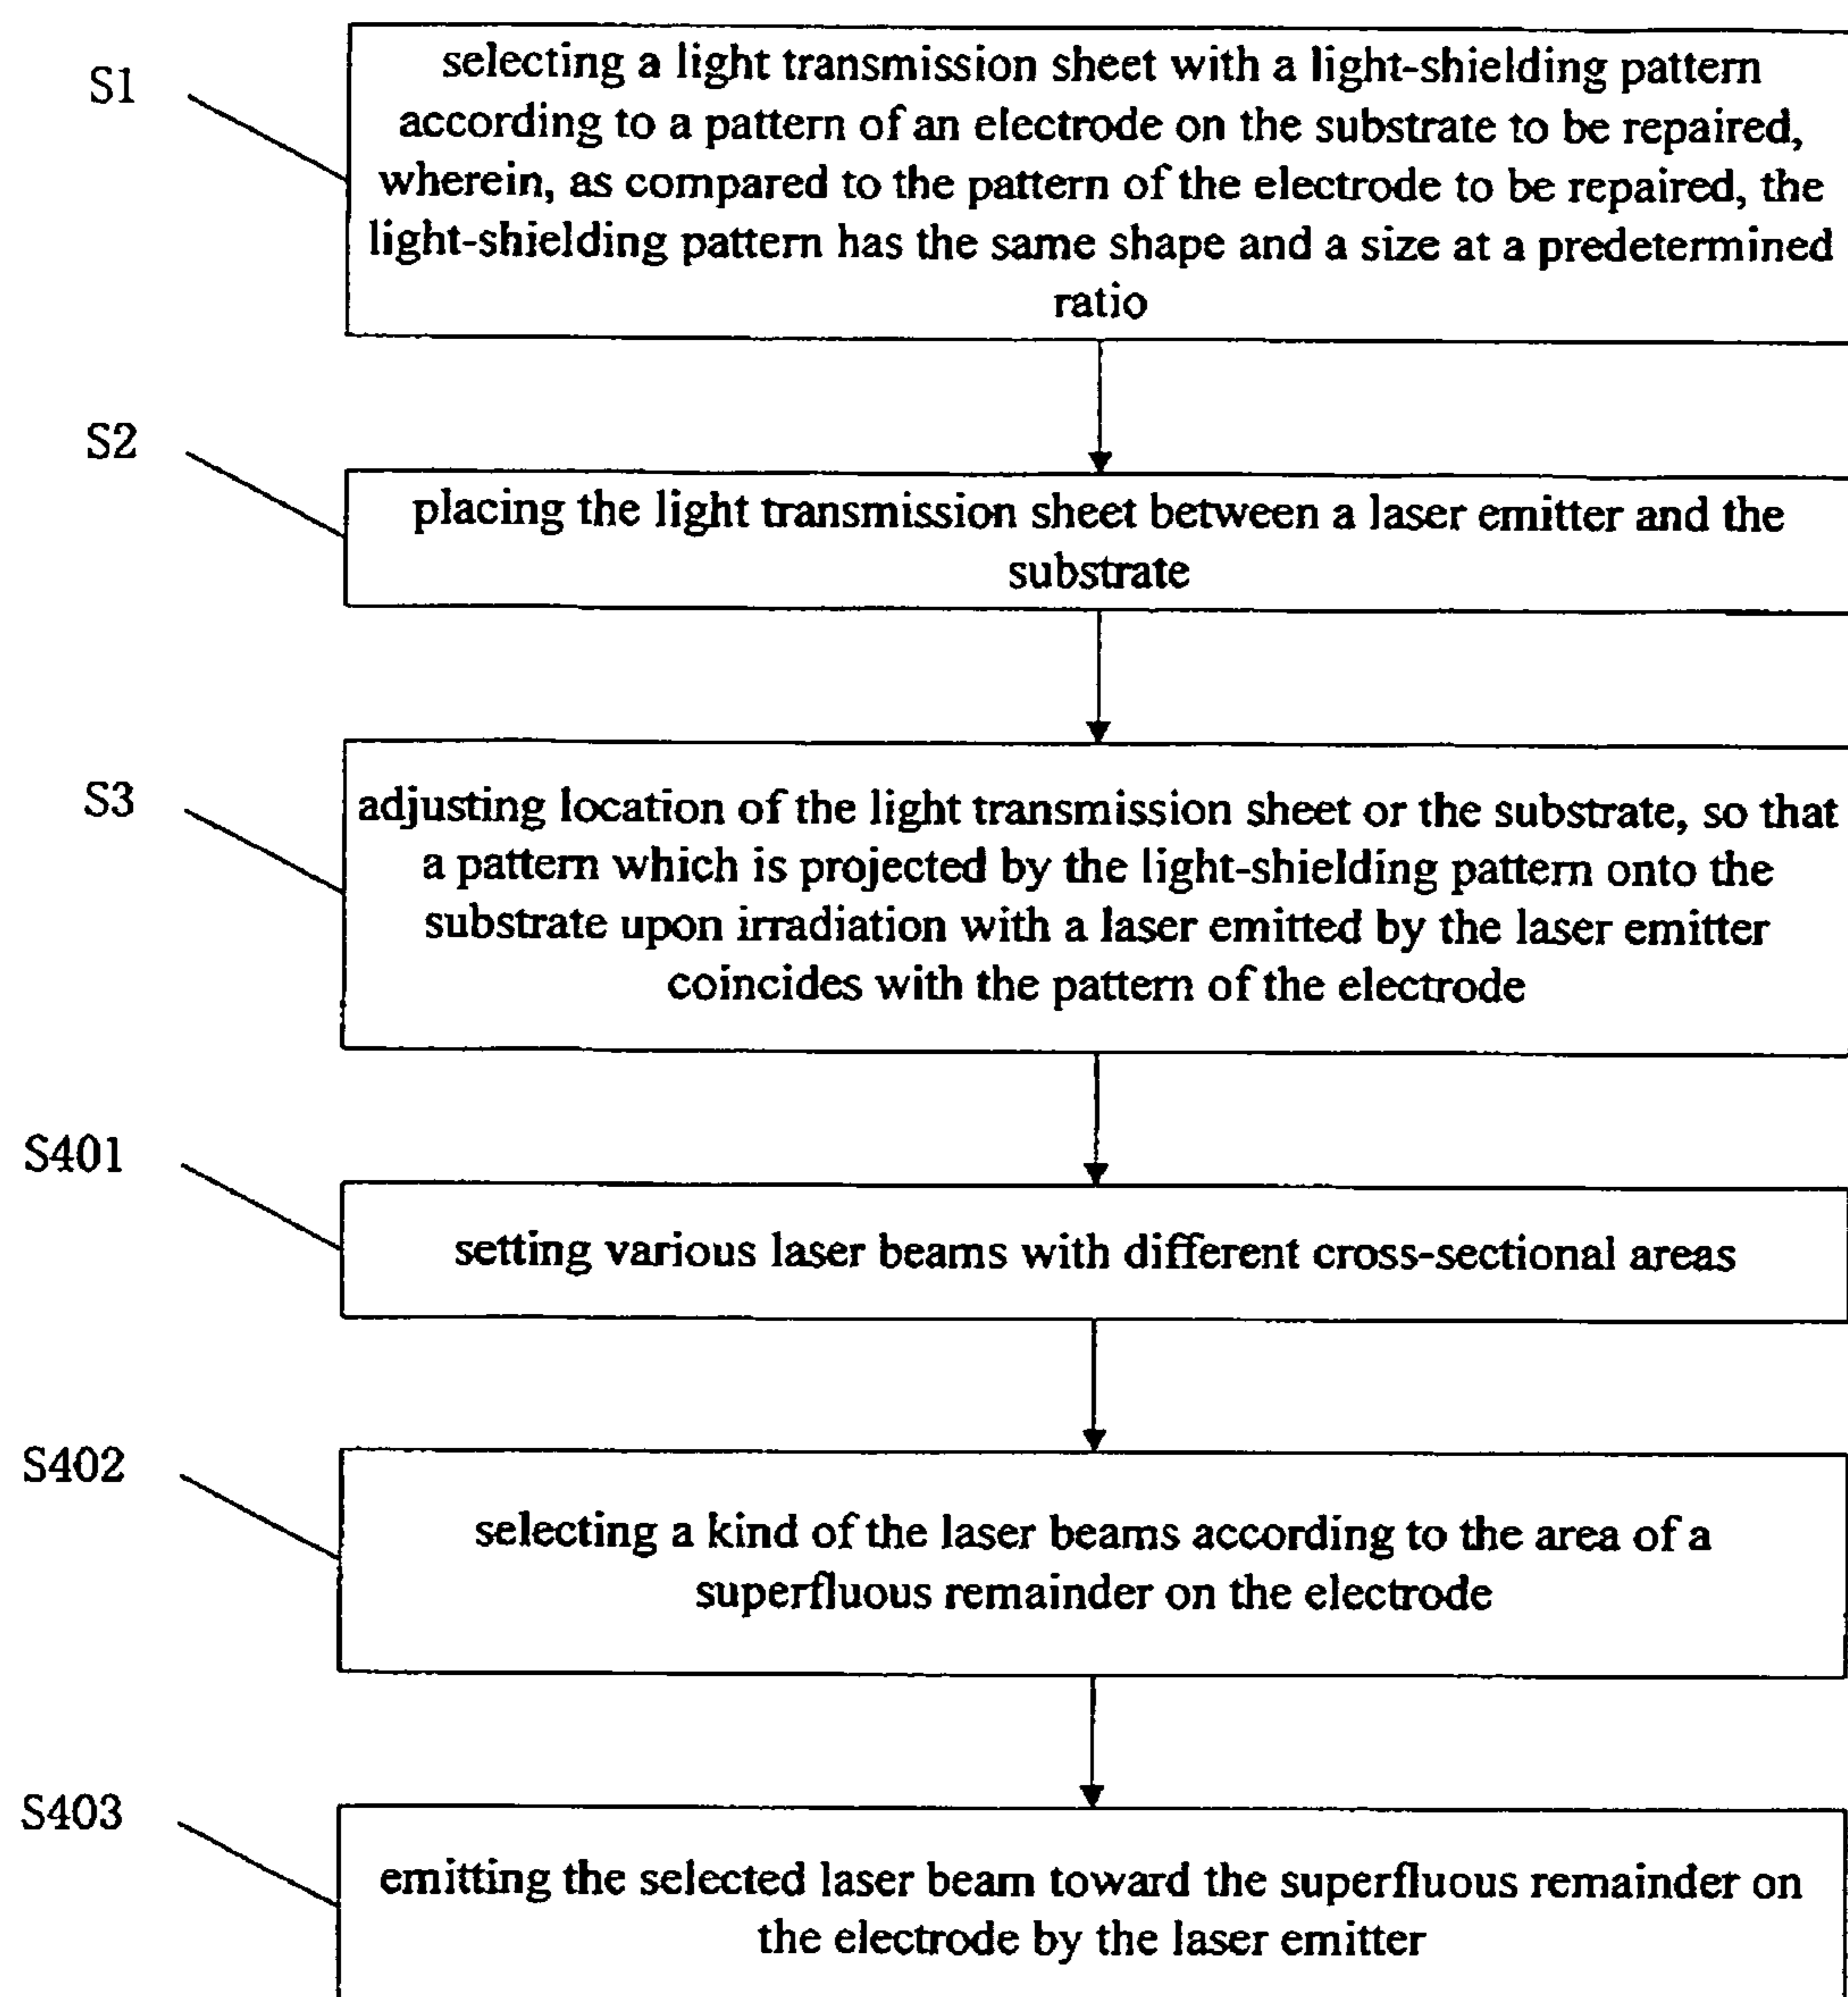 S1
selecting a light transmission sheet with a light-shielding pattern
according to a pattern of an electrode on the substrate to be repaired,
wherein, as compared to the pattern of the electrode to be repaired, the
light-shielding pattern has the same shape and a size at a predetermined
ratio
S2
placing the light transmission sheet between a laser emitter and the
substrate
S3
adjusting location of the light transmission sheet or the substrate, so that
a pattern which is projected by the light-shielding pattern onto the
substrate upon irradiation with a laser emitted by the laser emitter
coincides with the pattern of the electrode
S401
setting various laser beams with different cross-sectional areas
S402
selecting a kind of the laser beams according to the area of a
superfluous remainder on the electrode
S403
emitting the selected laser beam toward the superfluous remainder on
the electrode by the laser emitter